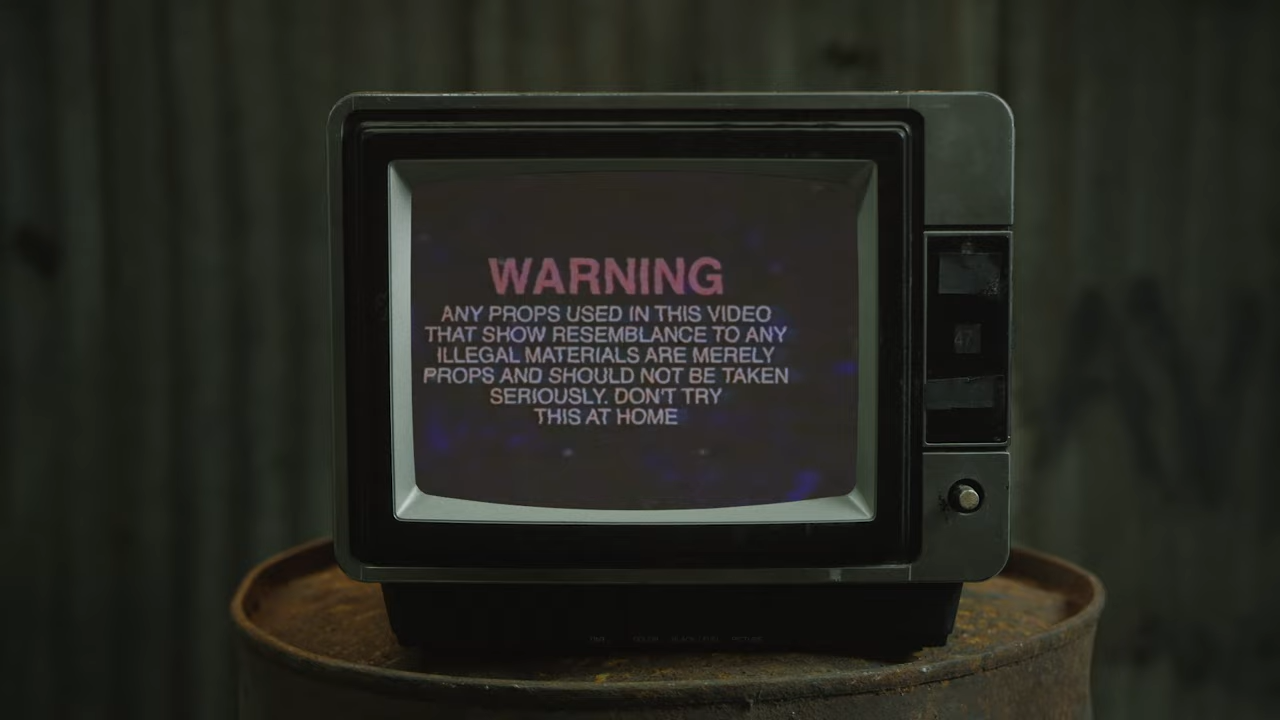 WARNING
ANY PROPS USED IN THIS VIDEO
THAT SHOW RESEMBLANCE TO ANY
ILLEGAL MATERIALS ARE MERELY
PROPS AND SHOULD NOT BE TAKEN
SERIOUSLY. DON'T TRY
THIS AT HOME